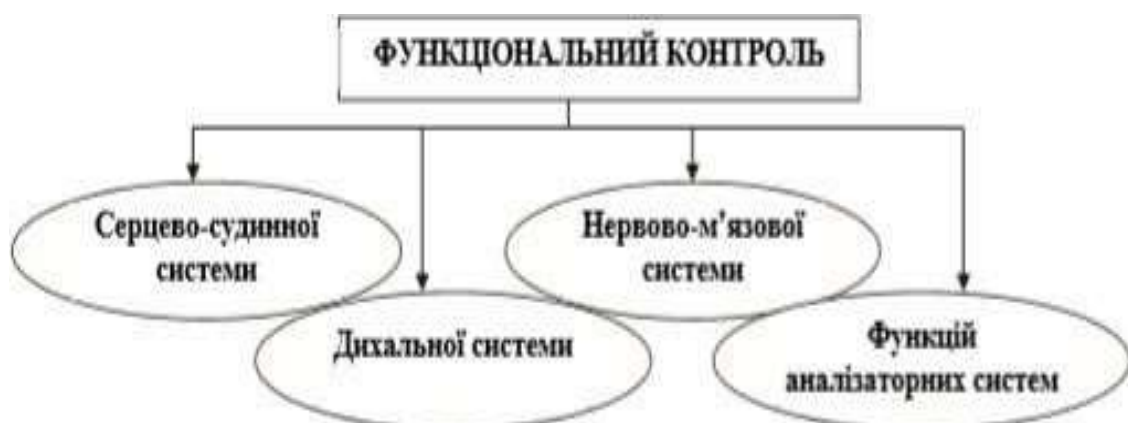 ФУНКЦІОНАЛЬНИЙ КОНТРОЛЬ
Серцево-судинної
системи
Нервово-м'язової
системи
Дихальної системи
Функцій
аналізаторних систем